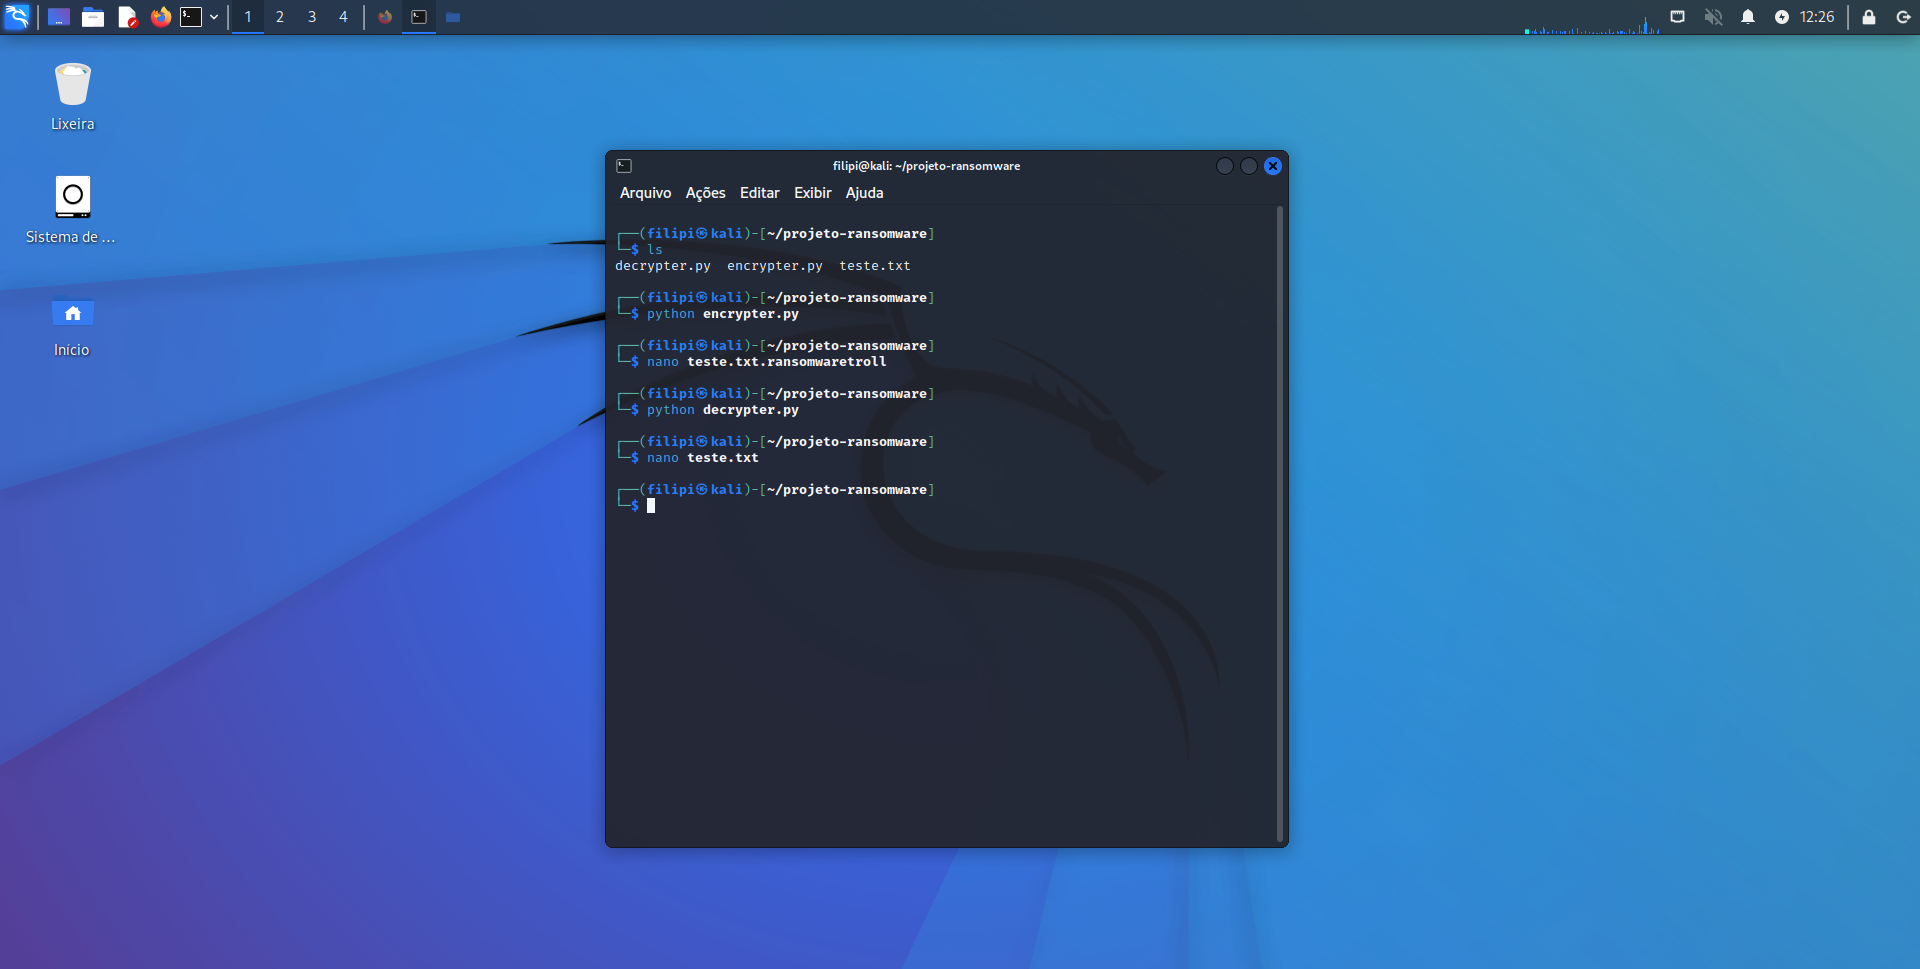 1 2 3 4
12:26
Lixeira
Sistema de ...
Início
filipi@kali: ~/projeto-ransomware
Arquivo Ações Editar Exibir Ajuda
┌──(filipi㉿kali)-[~/projeto-ransomware]
└─$ ls
decrypter.py  encrypter.py  teste.txt
┌──(filipi㉿kali)-[~/projeto-ransomware]
└─$ python encrypter.py
┌──(filipi㉿kali)-[~/projeto-ransomware]
└─$ nano teste.txt.ransomwaretroll
┌──(filipi㉿kali)-[~/projeto-ransomware]
└─$ python decrypter.py
┌──(filipi㉿kali)-[~/projeto-ransomware]
└─$ nano teste.txt
┌──(filipi㉿kali)-[~/projeto-ransomware]
└─$